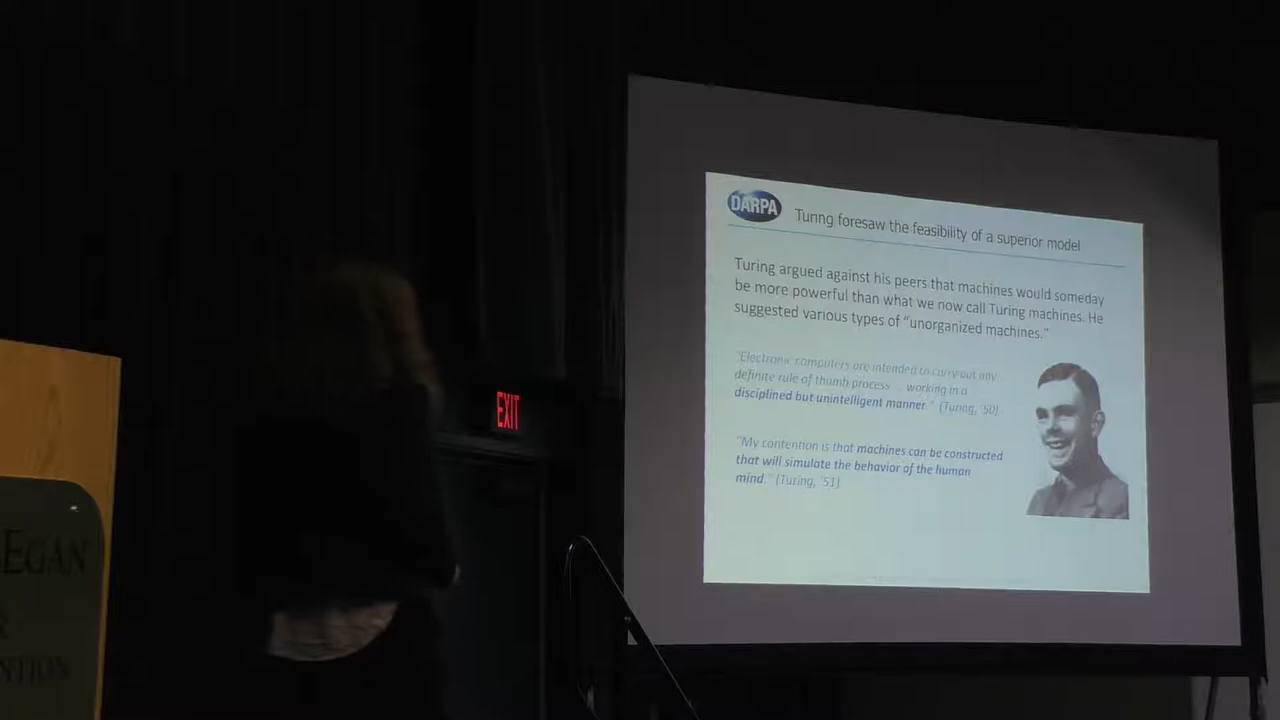 DARPA
Turing foresaw the feasibility of a superior model
Turing argued against his peers that machines would someday
be more powerful than what we now call Turing machines. He
suggested various types of “unorganized machines.”
“Electronic computers are intended to carry out any
definite rule of thumb process ... working in a
disciplined but unintelligent manner.” (Turing, ’50)
“My contention is that machines can be constructed
that will simulate the behavior of the human
mind.” (Turing, ’51)
EXIT
EGAN
NTION